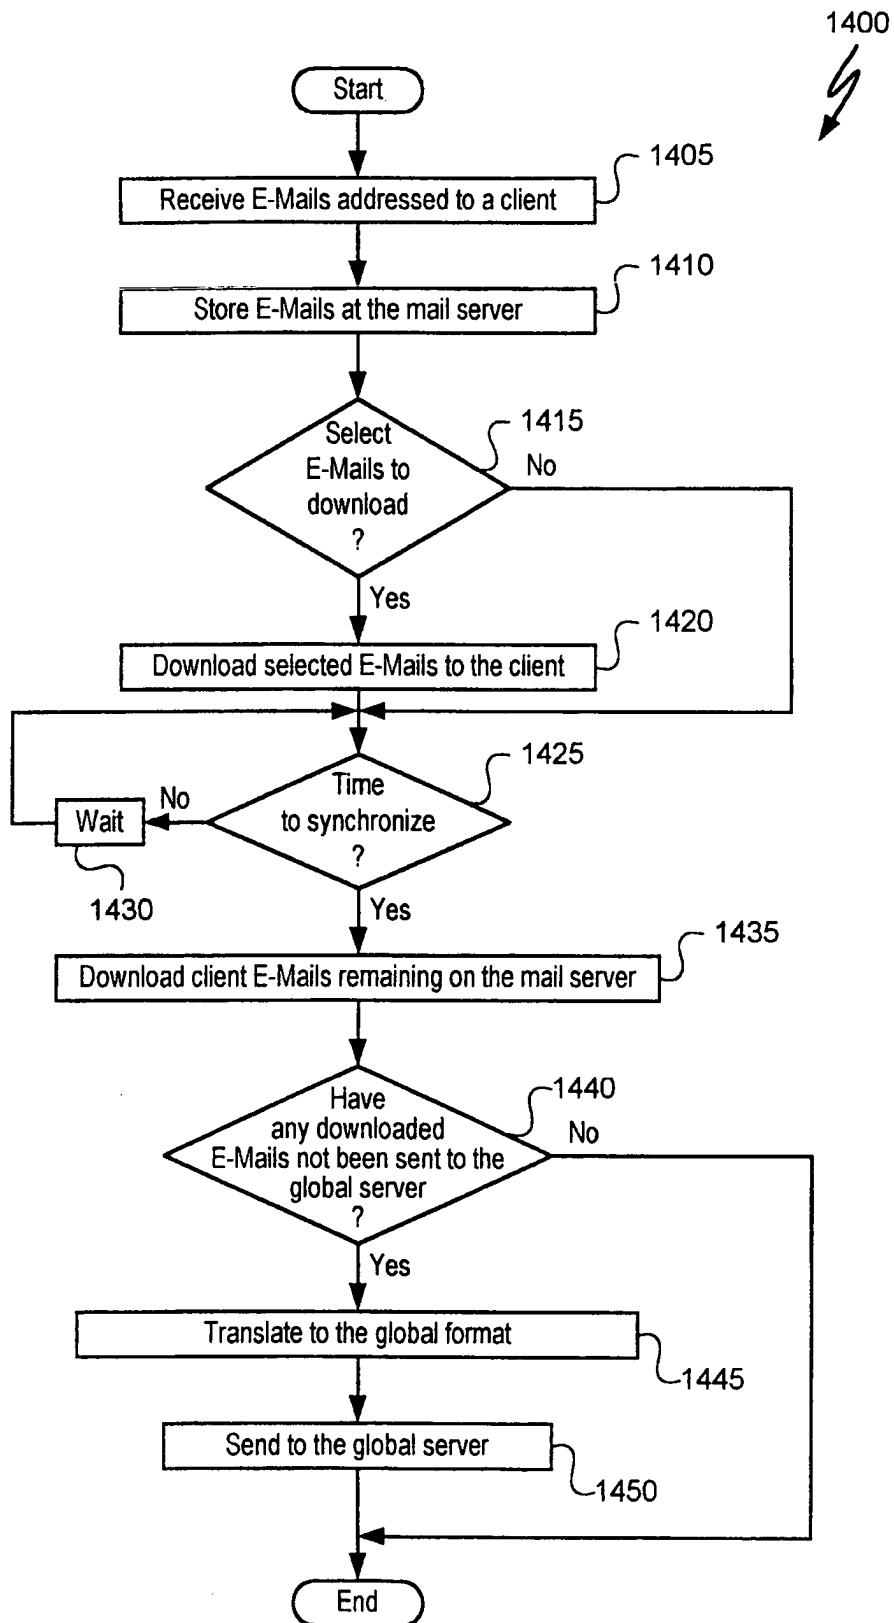 1400
Start
1405
Receive E-Mails addressed to a client
1410
Store E-Mails at the mail server
1415
Select
E-Mails to
download
?
No
Yes
1420
Download selected E-Mails to the client
1425
Time
to synchronize
?
No
Wait
1430
Yes
1435
Download client E-Mails remaining on the mail server
1440
Have
any downloaded
E-Mails not been sent to the
global server
?
No
Yes
Translate to the global format
1445
Send to the global server
1450
End